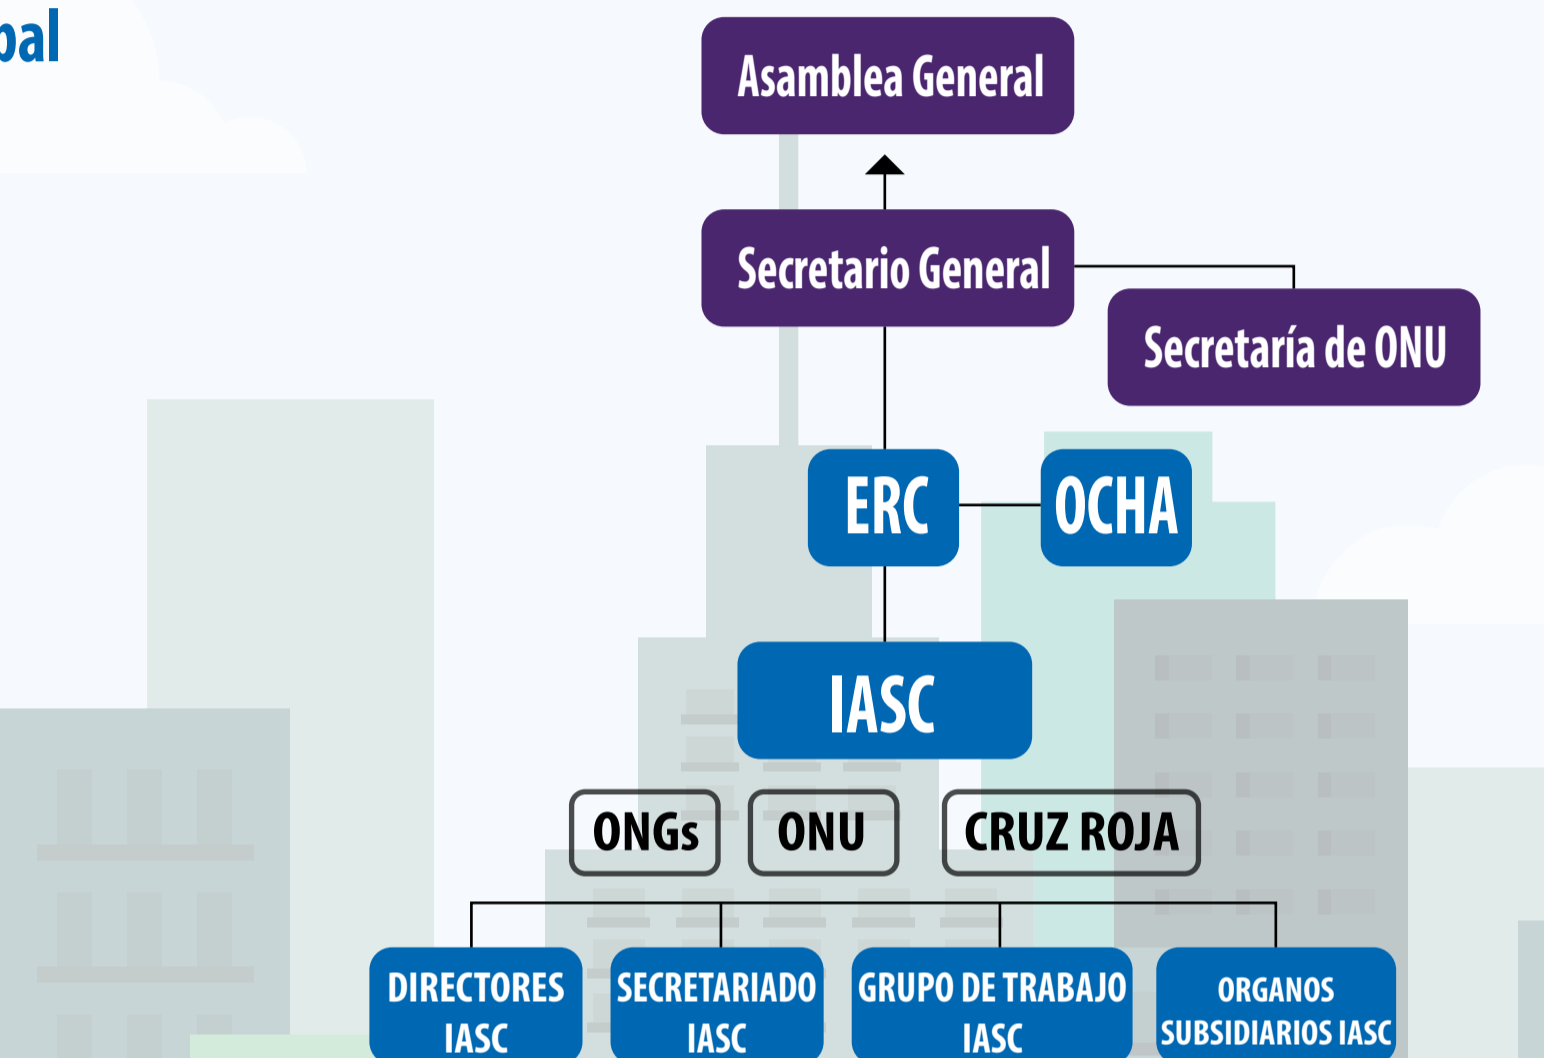 Asamblea General
Secretario General
Secretaría de ONU
ERC
OCHA
IASC
ONGs
ONU
CRUZ ROJA
DIRECTORES
IASC
SECRETARIADO
IASC
GRUPO DE TRABAJO
IASC
ORGANOS
SUBSIDIARIOS IASC